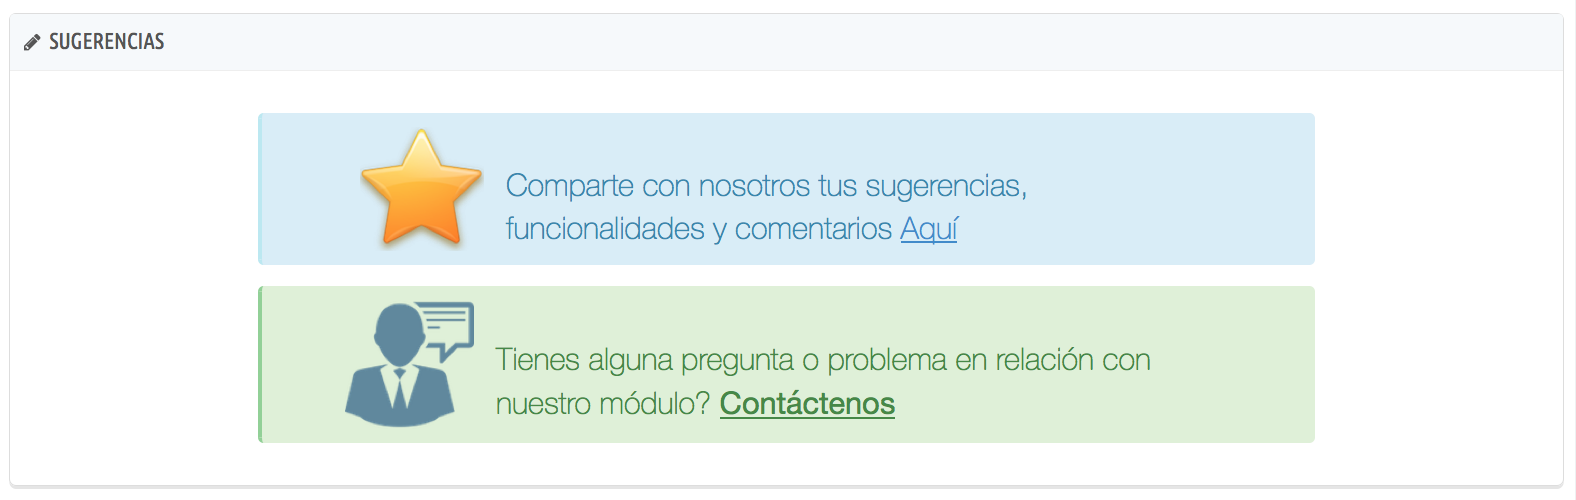 SUGERENCIAS
Comparte con nosotros tus sugerencias,
funcionalidades y comentarios Aquí
Tienes alguna pregunta o problema en relación con
nuestro módulo? Contáctenos